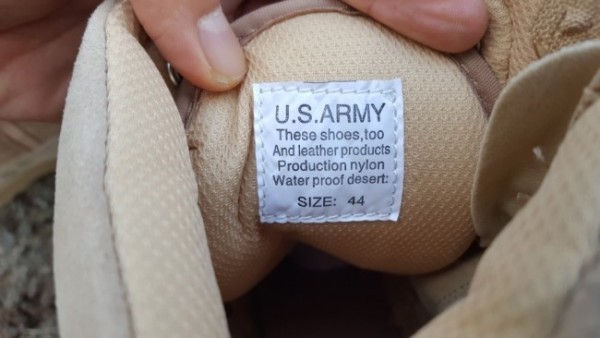 U.S.ARMY
These shoes,too
And leather products
Production nylon
Water proof desert:
SIZE: 44